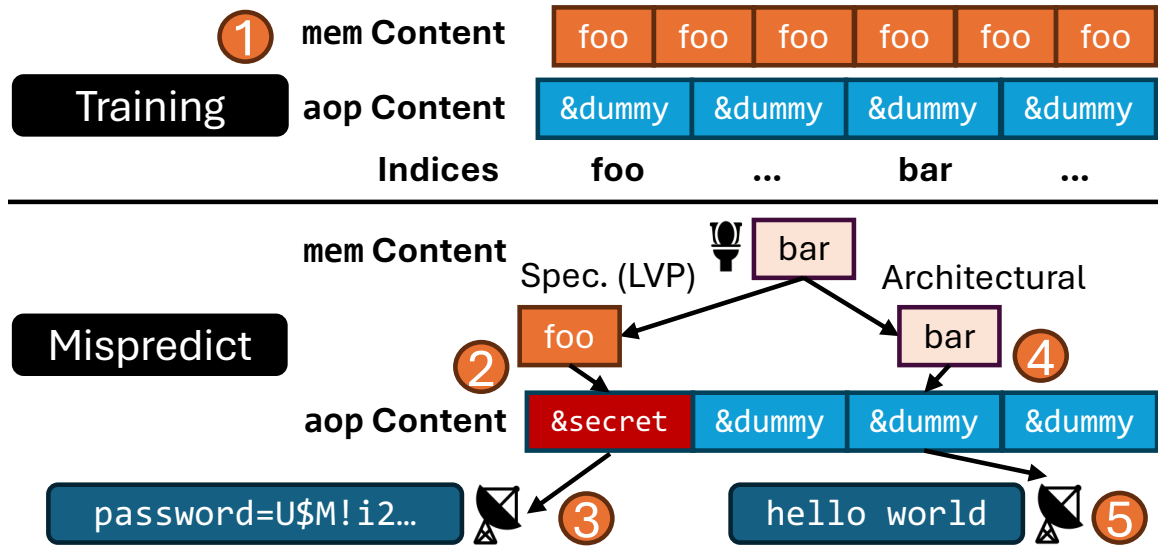 1 mem Content foo foo foo foo foo foo
Training aop Content &dummy &dummy &dummy &dummy
Indices foo ... bar ...
mem Content bar
Spec. (LVP) Architectural
Mispredict foo bar
2 4
aop Content &secret &dummy &dummy &dummy
password=U$M!i2… 3 hello world 5